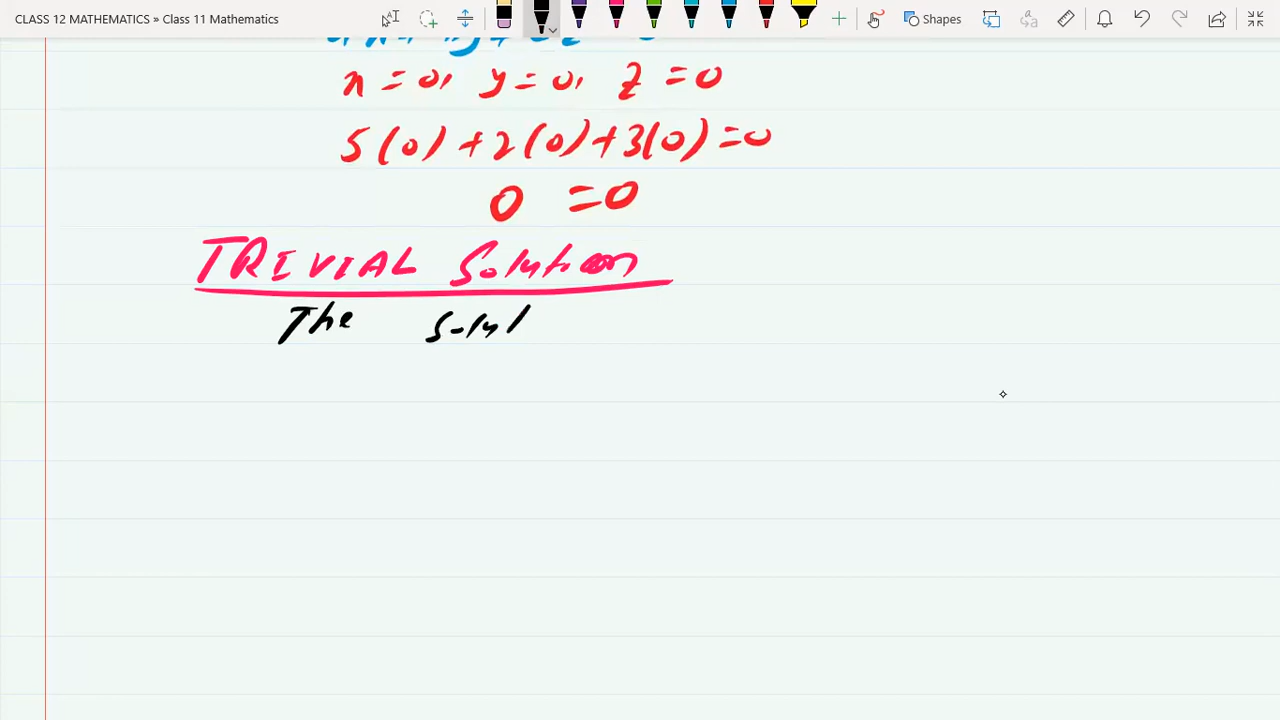 CLASS 12 MATHEMATICS » Class 11 Mathematics
Shapes
x = 0, y = 0, z = 0
5(0) + 2(0) + 3(0) = 0
0 = 0
TRIVIAL Solution
The